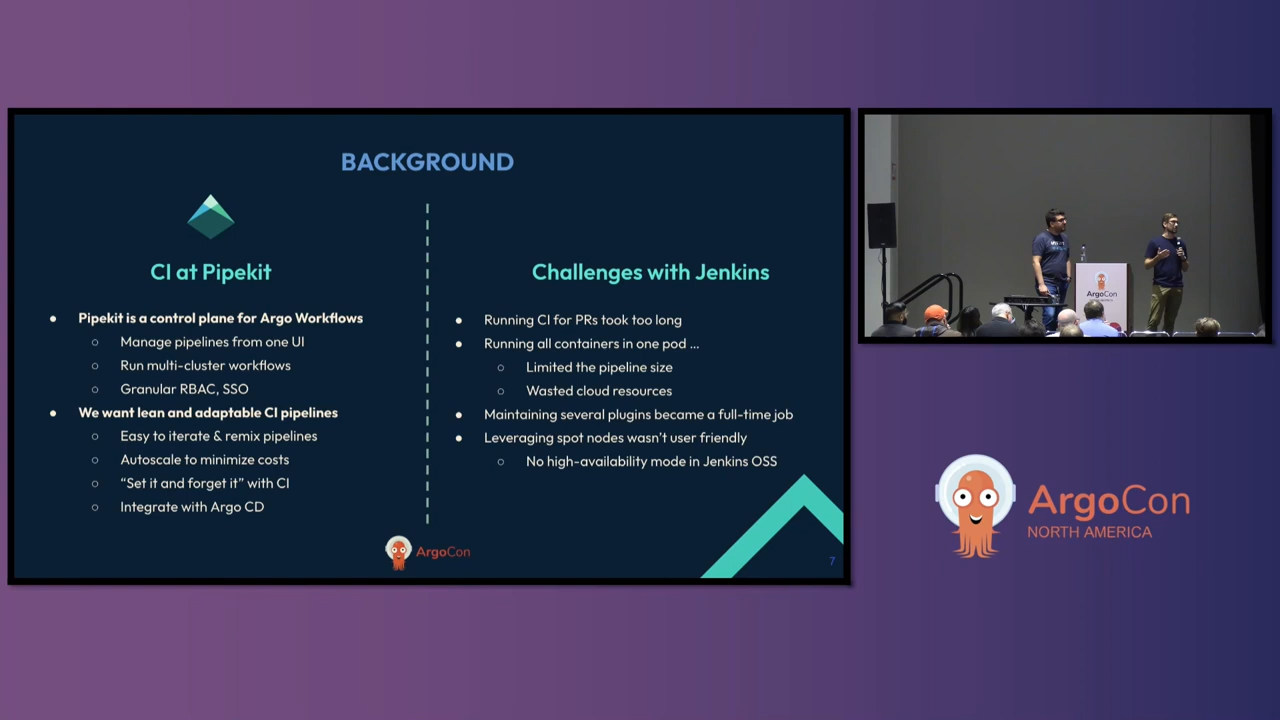 BACKGROUND
CI at Pipekit
● Pipekit is a control plane for Argo Workflows
○ Manage pipelines from one UI
○ Run multi-cluster workflows
○ Granular RBAC, SSO
● We want lean and adaptable CI pipelines
○ Easy to iterate & remix pipelines
○ Autoscale to minimize costs
○ “Set it and forget it” with CI
○ Integrate with Argo CD
Challenges with Jenkins
● Running CI for PRs took too long
● Running all containers in one pod ...
○ Limited the pipeline size
○ Wasted cloud resources
● Maintaining several plugins became a full-time job
● Leveraging spot nodes wasn’t user friendly
○ No high-availability mode in Jenkins OSS
ArgoCon
7
ArgoCon
ArgoCon
NORTH AMERICA